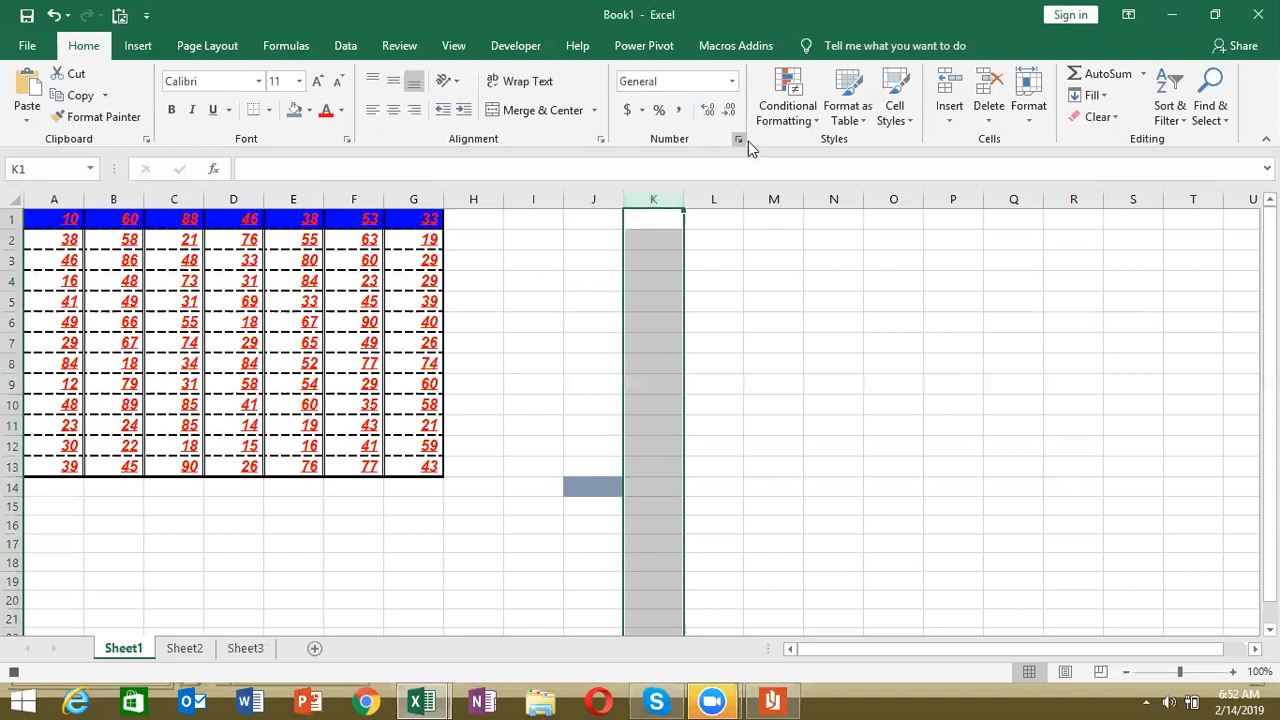 Book1 - Excel
Sign in
File Home Insert Page Layout Formulas Data Review View Developer Help Power Pivot Macros Addins Tell me what you want to do Share
Paste
Cut
Copy
Format Painter
Clipboard
Calibri 11
B I U
Font
Wrap Text
Merge & Center
Alignment
General
$ % ,
Number
Conditional Formatting
Format as Table
Cell Styles
Styles
Insert Delete Format
Cells
AutoSum
Fill
Clear
Sort & Filter
Find & Select
Editing
K1 fx
A B C D E F G H I J K L M N O P Q R S T U
1 10 60 88 46 38 53 33
2 38 58 21 76 55 63 19
3 46 86 48 33 80 60 29
4 16 48 73 31 84 23 29
5 41 49 31 69 33 45 39
6 49 66 55 18 67 90 40
7 29 67 74 29 65 49 26
8 84 18 34 84 52 77 74
9 12 79 31 58 54 29 60
10 48 89 85 41 60 35 58
11 23 24 85 14 19 43 21
12 30 22 18 15 16 41 59
13 39 45 90 26 76 77 43
14
15
16
17
18
19
20
21
Sheet1 Sheet2 Sheet3
100%
6:52 AM
2/14/2019